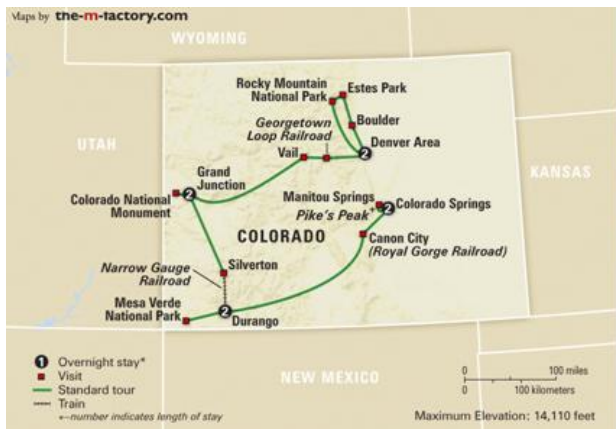 Maps by the-m-factory.com
WYOMING
Rocky Mountain
National Park
Estes Park
Boulder
Georgetown
Loop Railroad
Denver Area
2
Vail
UTAH
KANSAS
Grand
Junction
2
Colorado National
Monument
Manitou Springs
2
Colorado Springs
Pike's Peak
COLORADO
Canon City
(Royal Gorge Railroad)
Silverton
Narrow Gauge
Railroad
Mesa Verde
National Park
2
Durango
1 Overnight stay*
Visit
Standard tour
Train
*–number indicates length of stay
NEW MEXICO
0 100 miles
0 100 kilometers
Maximum Elevation: 14,110 feet